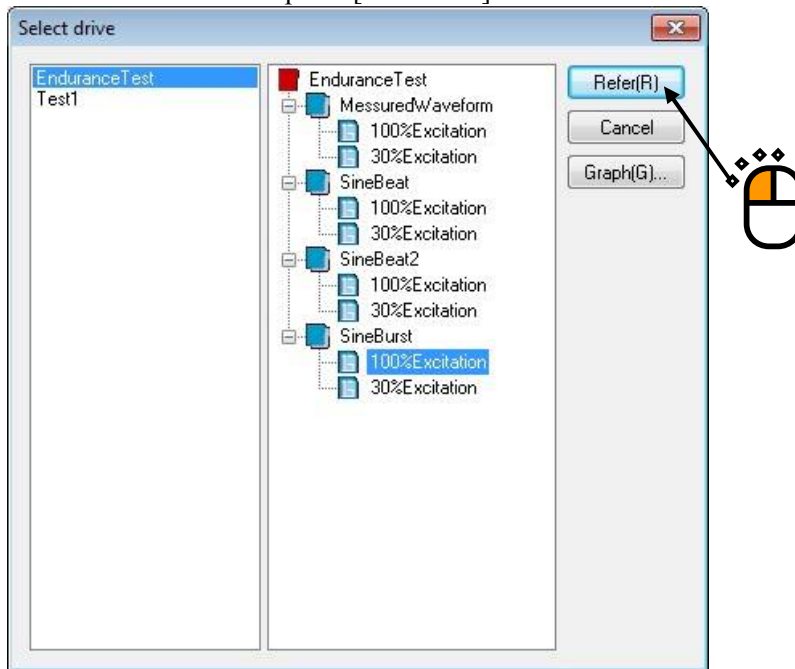 Select drive
EnduranceTest
Test1
EnduranceTest
MessuredWaveform
100%Excitation
30%Excitation
SineBeat
100%Excitation
30%Excitation
SineBeat2
100%Excitation
30%Excitation
SineBurst
100%Excitation
30%Excitation
Refer(R)
Cancel
Graph(G)...